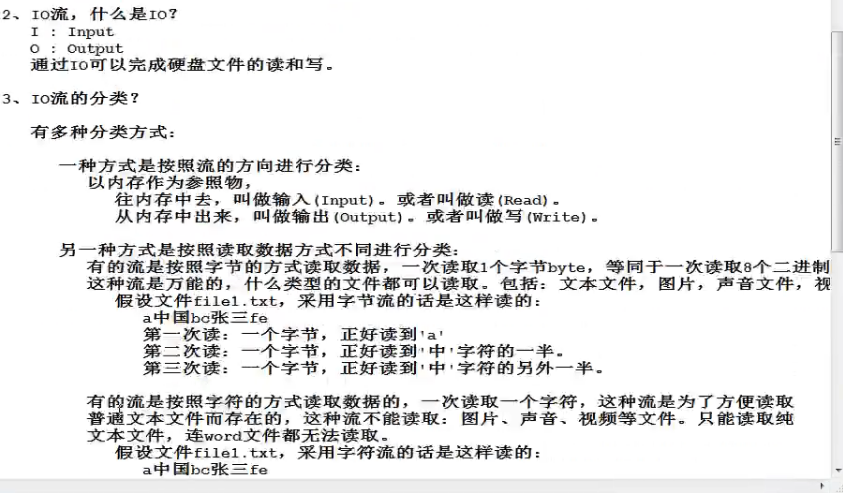 2、IO流，什么是IO？
I : Input
O : Output
通过IO可以完成硬盘文件的读和写。
3、IO流的分类？
有多种分类方式：
一种方式是按照流的方向进行分类：
以内存作为参照物，
往内存中去，叫做输入(Input)。或者叫做读(Read)。
从内存中出来，叫做输出(Output)。或者叫做写(Write)。
另一种方式是按照读取数据方式不同进行分类：
有的流是按照字节的方式读取数据，一次读取1个字节byte，等同于一次读取8个二进制
这种流是万能的，什么类型的文件都可以读取。包括：文本文件，图片，声音文件，视
假设文件file1.txt，采用字节流的话是这样读的：
a中国bc张三fe
第一次读：一个字节，正好读到'a'
第二次读：一个字节，正好读到'中'字符的一半。
第三次读：一个字节，正好读到'中'字符的另外一半。
有的流是按照字符的方式读取数据的，一次读取一个字符，这种流是为了方便读取
普通文本文件而存在的，这种流不能读取：图片、声音、视频等文件。只能读取纯
文本文件，连word文件都无法读取。
假设文件file1.txt，采用字符流的话是这样读的：
a中国bc张三fe